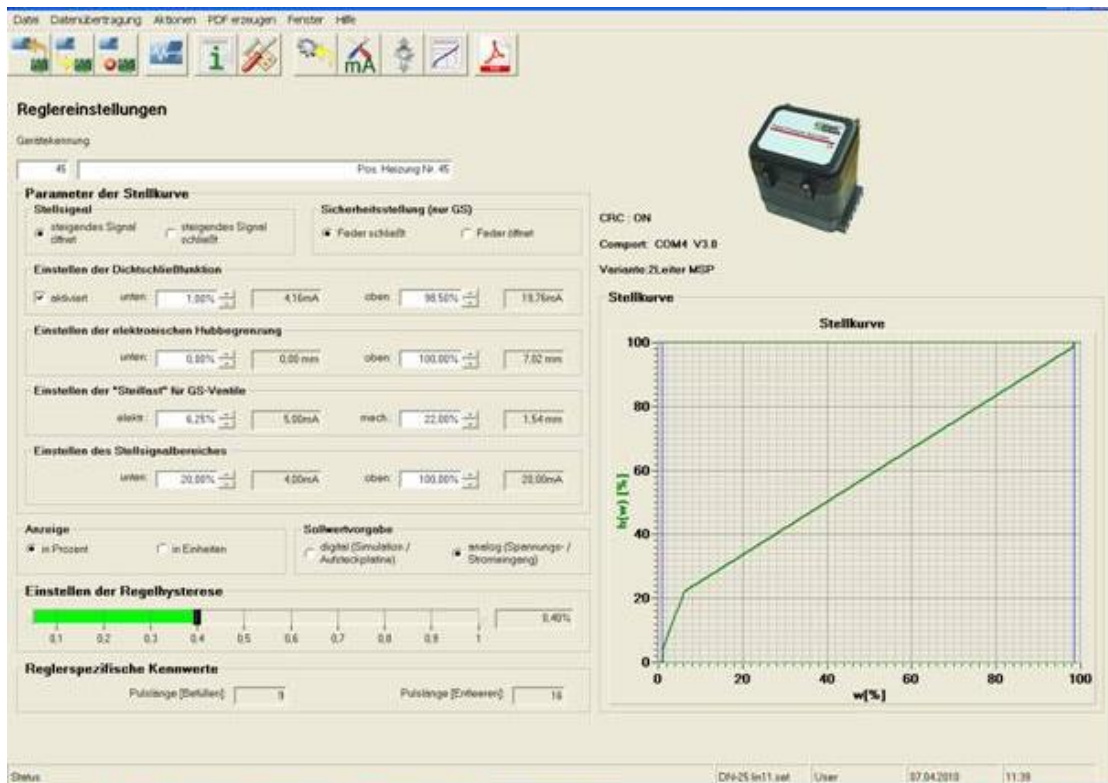 Datei Datenübertragung Aktionen PDF erzeugen Fenster Hilfe
i mA
Reglereinstellungen
Gerätekennung
45 Pos. Heizung Nr. 45
Parameter der Stellkurve
Stellsignal
steigendes Signal öffnet
steigendes Signal schließt
Sicherheitsstellung (nur GS)
Feder schließt Feder öffnet
Einstellen der Dichtschließfunktion
aktiviert unten: 1,00% 4,16mA oben: 98,50% 19,76mA
Einstellen der elektronischen Hubbegrenzung
unten: 0,00% 0,00 mm oben: 100,00% 7,02 mm
Einstellen der "Steilast" für GS-Ventile
elektr.: 6,25% 5,00mA mech.: 22,00% 1,54 mm
Einstellen des Stellsignalbereiches
unten: 20,00% 4,00mA oben: 100,00% 20,00mA
Anzeige
in Prozent in Einheiten
Sollwertvorgabe
digital (Simulation / Aufsteckplatine)
analog (Spannungs- / Stromeingang)
Einstellen der Regelhysterese
0,40%
0,1 0,2 0,3 0,4 0,5 0,6 0,7 0,8 0,9 1
Reglerspezifische Kennwerte
Pulslänge [Befüllen]: 9 Pulslänge [Entleeren]: 16
CRC : ON
Comport: COM4 V3.0
Variante:2Leiter MSP
Stellkurve
Stellkurve
100
80
60
40
20
0
h(w) [%]
0 20 40 60 80 100
w[%]
Status DN-25 lin11.set User 07.04.2010 11:39